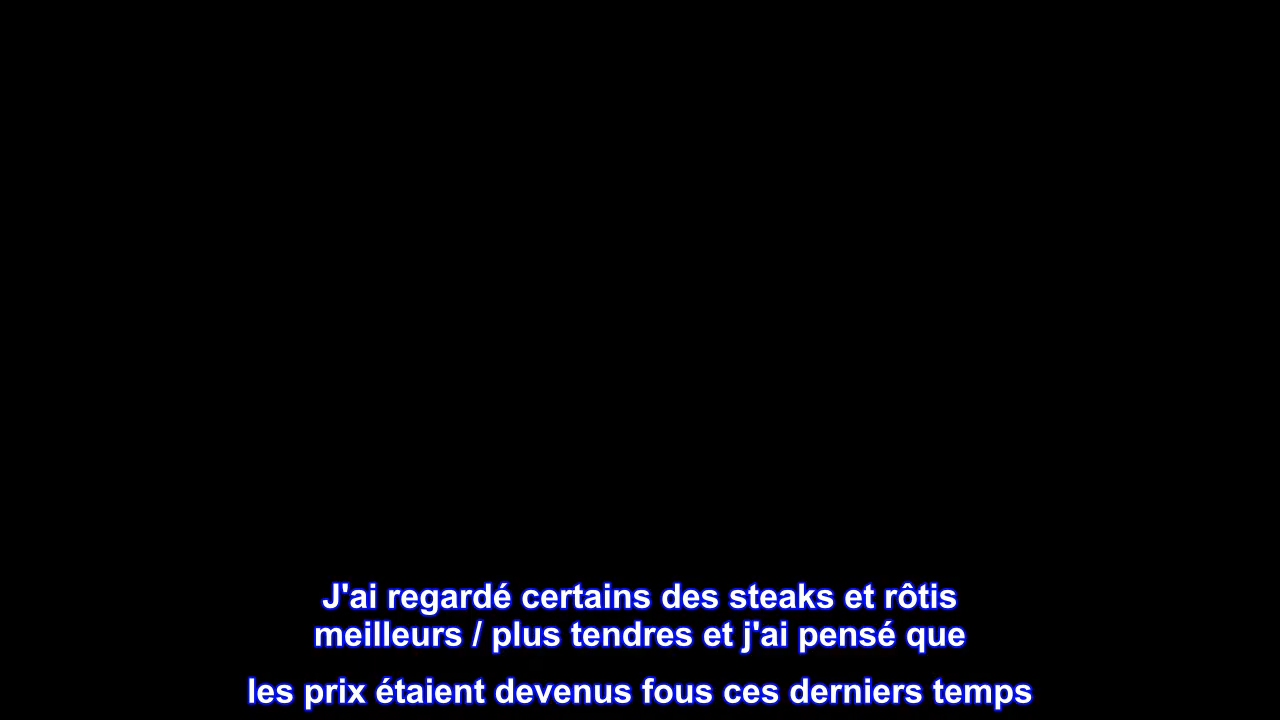 J'ai regardé certains des steaks et rôtis
meilleurs / plus tendres et j'ai pensé que
les prix étaient devenus fous ces derniers temps